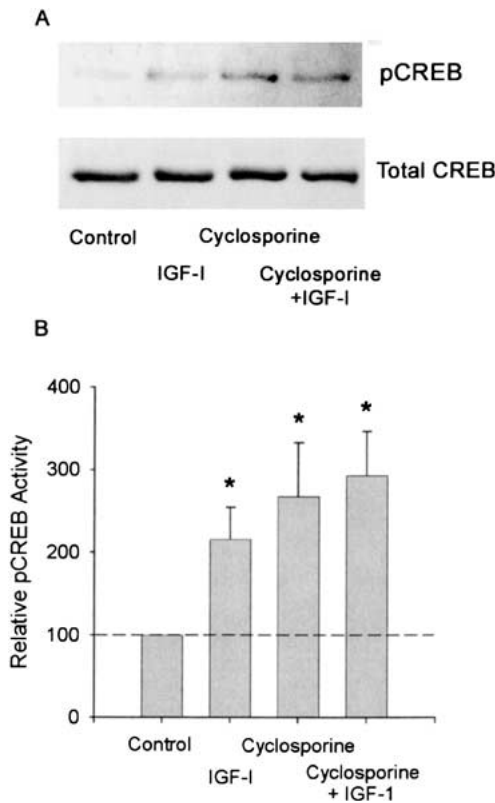 A
pCREB
Total CREB
Control Cyclosporine
IGF-I Cyclosporine
+IGF-I
B
Relative pCREB Activity
400
300
200
100
0
* * *
Control Cyclosporine
IGF-I Cyclosporine
+ IGF-1